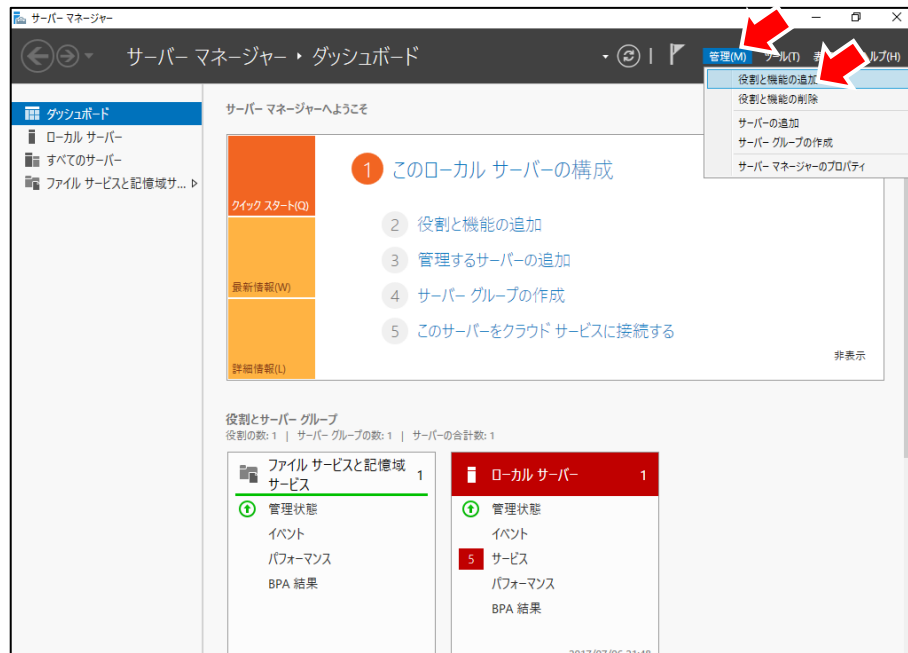 サーバー マネージャー
サーバー マネージャー ・ ダッシュボード
管理(M) ツール(T) ヘルプ(H)
役割と機能の追加
役割と機能の削除
サーバーの追加
サーバー グループの作成
サーバー マネージャーのプロパティ
ダッシュボード
ローカル サーバー
すべてのサーバー
ファイル サービスと記憶域サ...
サーバー マネージャーへようこそ
クイック スタート(Q)
最新情報(W)
詳細情報(L)
1 このローカル サーバーの構成
2 役割と機能の追加
3 管理するサーバーの追加
4 サーバー グループの作成
5 このサーバーをクラウド サービスに接続する
非表示
役割とサーバー グループ
役割の数: 1 | サーバー グループの数: 1 | サーバーの合計数: 1
ファイル サービスと記憶域 1
サービス
管理状態
イベント
パフォーマンス
BPA 結果
ローカル サーバー 1
管理状態
イベント
5 サービス
パフォーマンス
BPA 結果